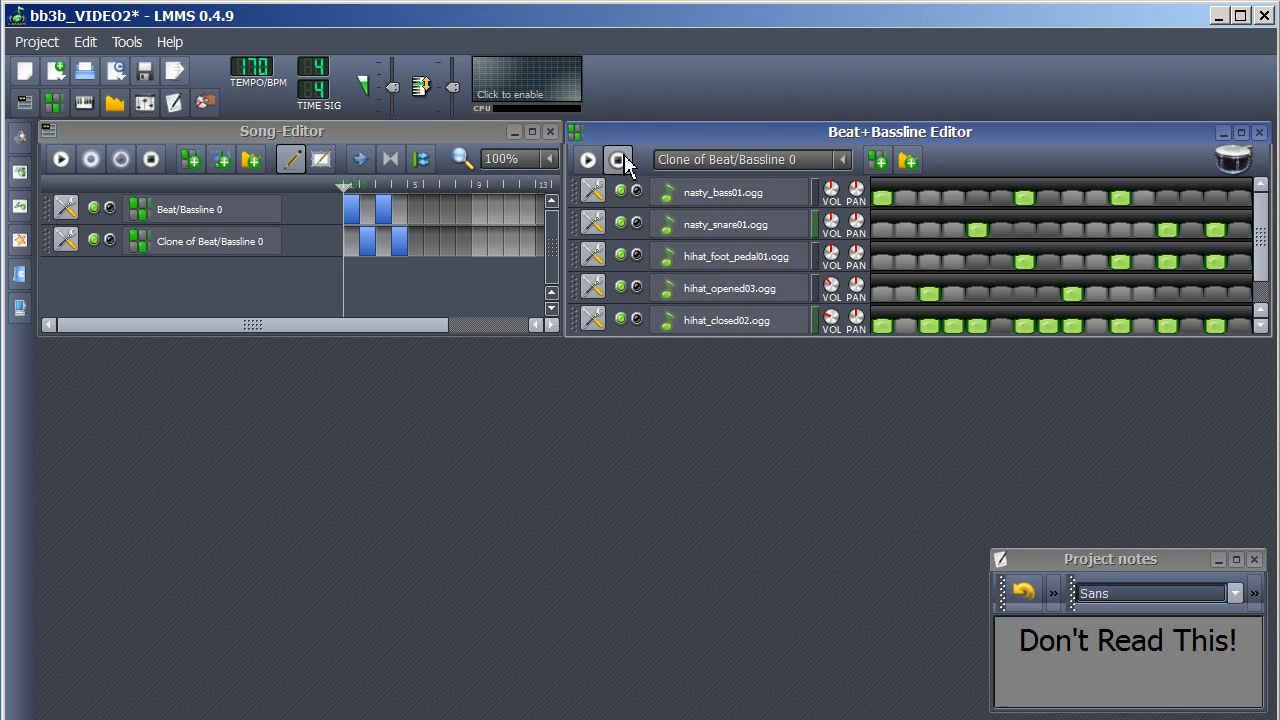 bb3b_VIDEO2* - LMMS 0.4.9
Project Edit Tools Help
170
TEMPO/BPM
4
4
TIME SIG
Click to enable
CPU
Song-Editor
100%
5 9 13
Beat/Bassline 0
Clone of Beat/Bassline 0
Beat+Bassline Editor
Clone of Beat/Bassline 0
nasty_bass01.ogg
VOL PAN
nasty_snare01.ogg
VOL PAN
hihat_foot_pedal01.ogg
VOL PAN
hihat_opened03.ogg
VOL PAN
hihat_closed02.ogg
VOL PAN
Project notes
» Sans »
Don't Read This!